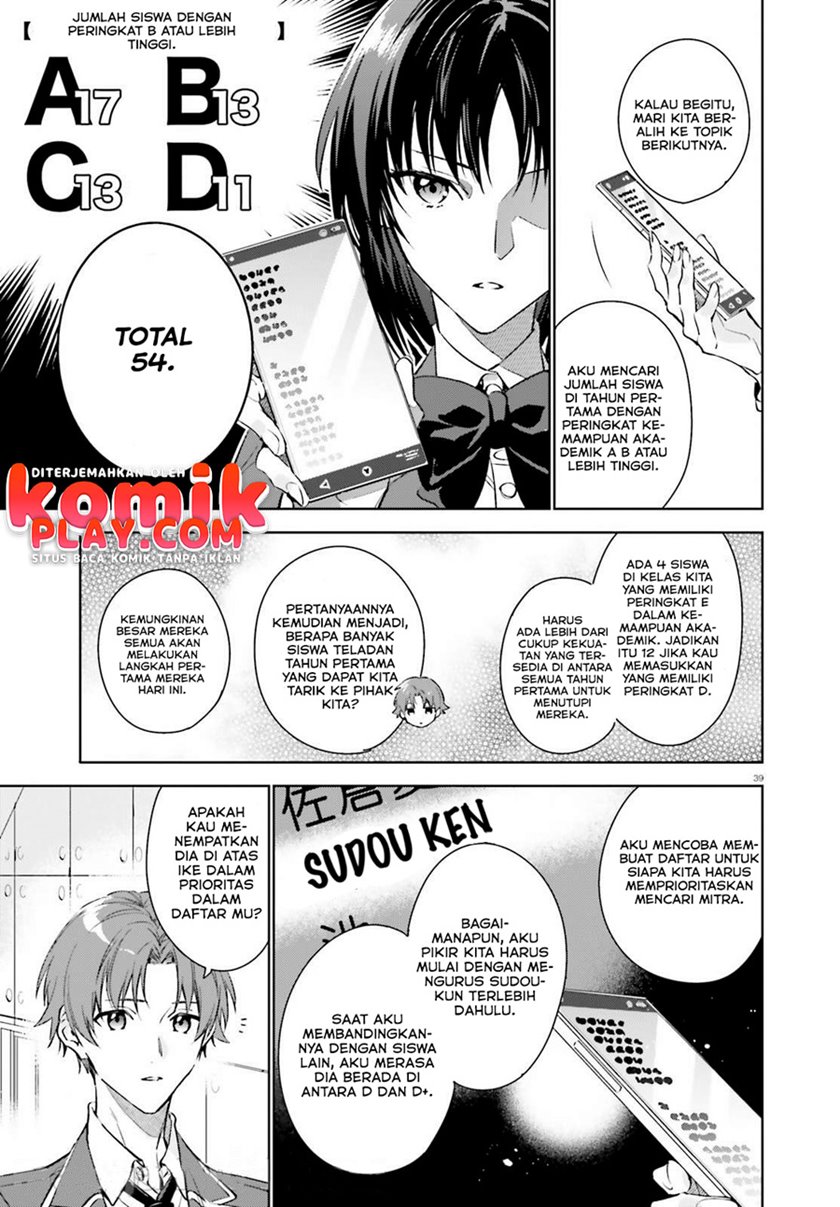 KALAU BEGITU,
MARI KITA BER-
ALIH KE TOPIK
BERIKUTNYA.
AKU MENCARI
JUMLAH SISWA
DI TAHUN PER-
TAMA DENGAN
PERINGKAT KE-
MAMPUAN AKA-
DEMIK A B ATAU
LEBIH TINGGI.
【 JUMLAH SISWA DENGAN
PERINGKAT B ATAU LEBIH
TINGGI. 】
A17 B13
C13 D11
TOTAL
54.
DITERJEMAHKAN OLEH
komik
PLAY.COM
SITUS BACA KOMIK TANPA IKLAN
ADA 4 SISWA
DI KELAS KITA
YANG MEMILIKI
PERINGKAT E
DALAM KE-
MAMPUAN AKA-
DEMIK. JADIKAN
ITU 12 JIKA KAU
MEMASUKKAN
YANG MEMILIKI
PERINGKAT D.
HARUS
ADA LEBIH DARI
CUKUP KEKUA-
TAN YANG TER-
SEDIA DI ANTARA
SEMUA TAHUN
PERTAMA UNTUK
MENUTUPI
MEREKA.
PERTANYAANNYA
KEMUDIAN MENJADI,
BERAPA BANYAK
SISWA TELADAN
TAHUN PERTAMA
YANG DAPAT KITA
TARIK KE PIHAK
KITA?
KEMUNGKINAN
BESAR MEREKA
SEMUA AKAN
MELAKUKAN
LANGKAH PER-
TAMA MEREKA
HARI INI.
39
AKU MENCOBA MEM-
BUAT DAFTAR UNTUK
SIAPA KITA HARUS
MEMPRIORITASKAN
MENCARI MITRA.
佐倉
SUDOU KEN
BAGAI-
MANAPUN, AKU
PIKIR KITA HARUS
MULAI DENGAN ME-
NGURUS SUDOU-
KUN TERLEBIH
DAHULU.
SAAT AKU
MEMBANDINGKAN-
NYA DENGAN SISWA
LAIN, AKU MERASA
DIA BERADA DI
ANTARA D DAN D+.
APAKAH
KAU ME-
NEMPATKAN
DIA DI ATAS
IKE DALAM
PRIORITAS
DALAM
DAFTAR MU?